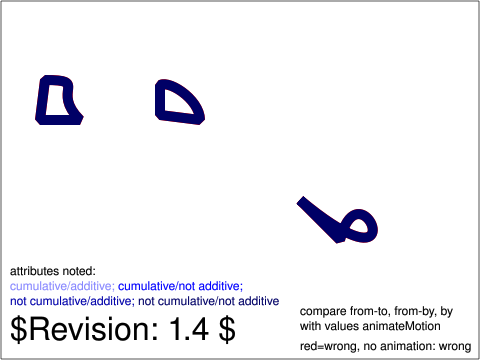 attributes noted:
cumulative/additive; cumulative/not additive;
not cumulative/additive; not cumulative/not additive
$Revision: 1.4 $
compare from-to, from-by, by
with values animateMotion
red=wrong, no animation: wrong